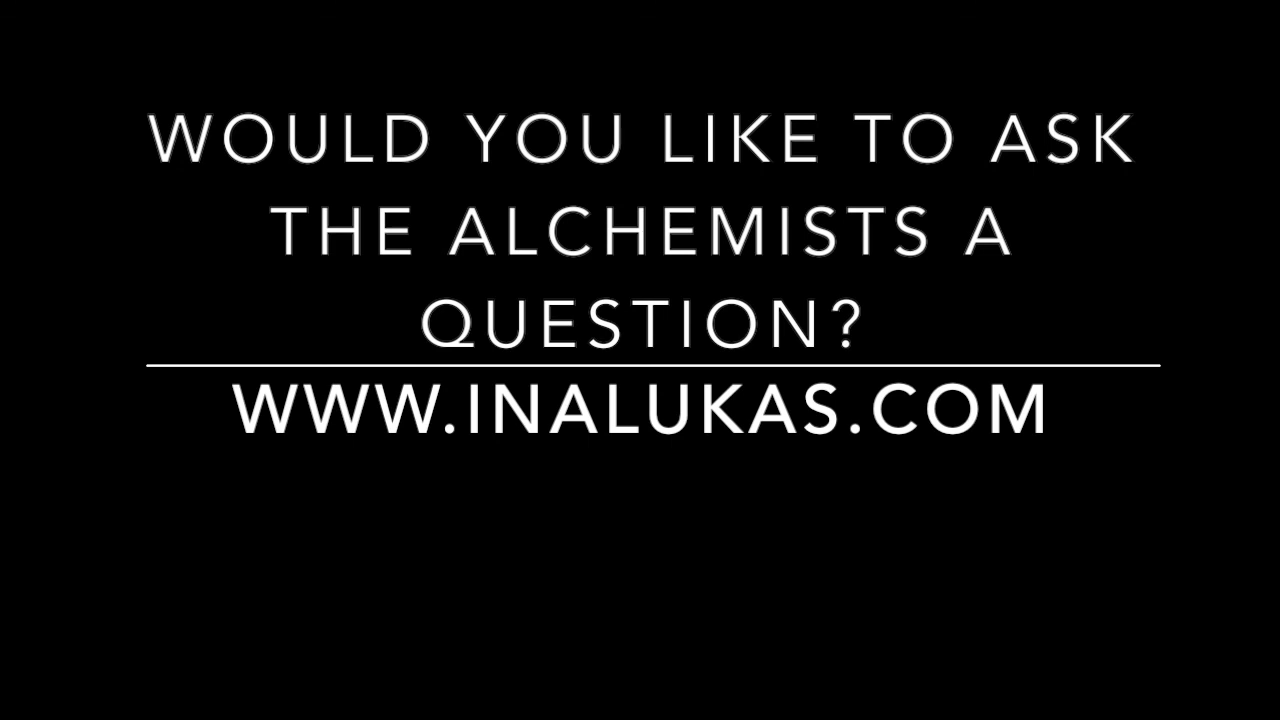 WOULD YOU LIKE TO ASK
THE ALCHEMISTS A
QUESTION?
WWW.INALUKAS.COM